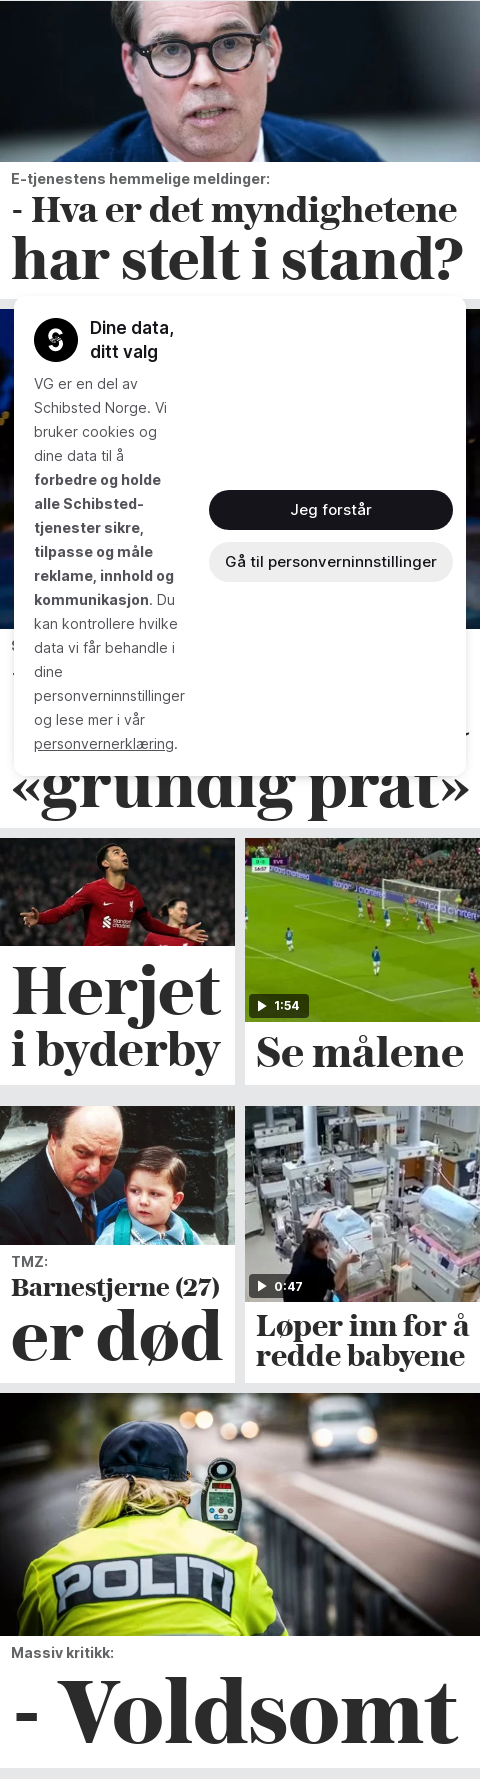 E-tjenestens hemmelige meldinger:
- Hva er det myndighetene
har stelt i stand?
Dine data,
ditt valg
VG er en del av
Schibsted Norge. Vi
bruker cookies og
dine data til å
forbedre og holde
alle Schibsted-
tjenester sikre,
tilpasse og måle
reklame, innhold og
kommunikasjon. Du
kan kontrollere hvilke
data vi får behandle i
dine
personverninnstillinger
og lese mer i vår
personvernerklæring.
Jeg forstår
Gå til personverninnstillinger
«grundig prat»
Herjet
i byderby
1:54
Se målene
TMZ:
Barnestjerne (27)
er død
0:47
Løper inn for å
redde babyene
POLITI
Massiv kritikk:
- Voldsomt